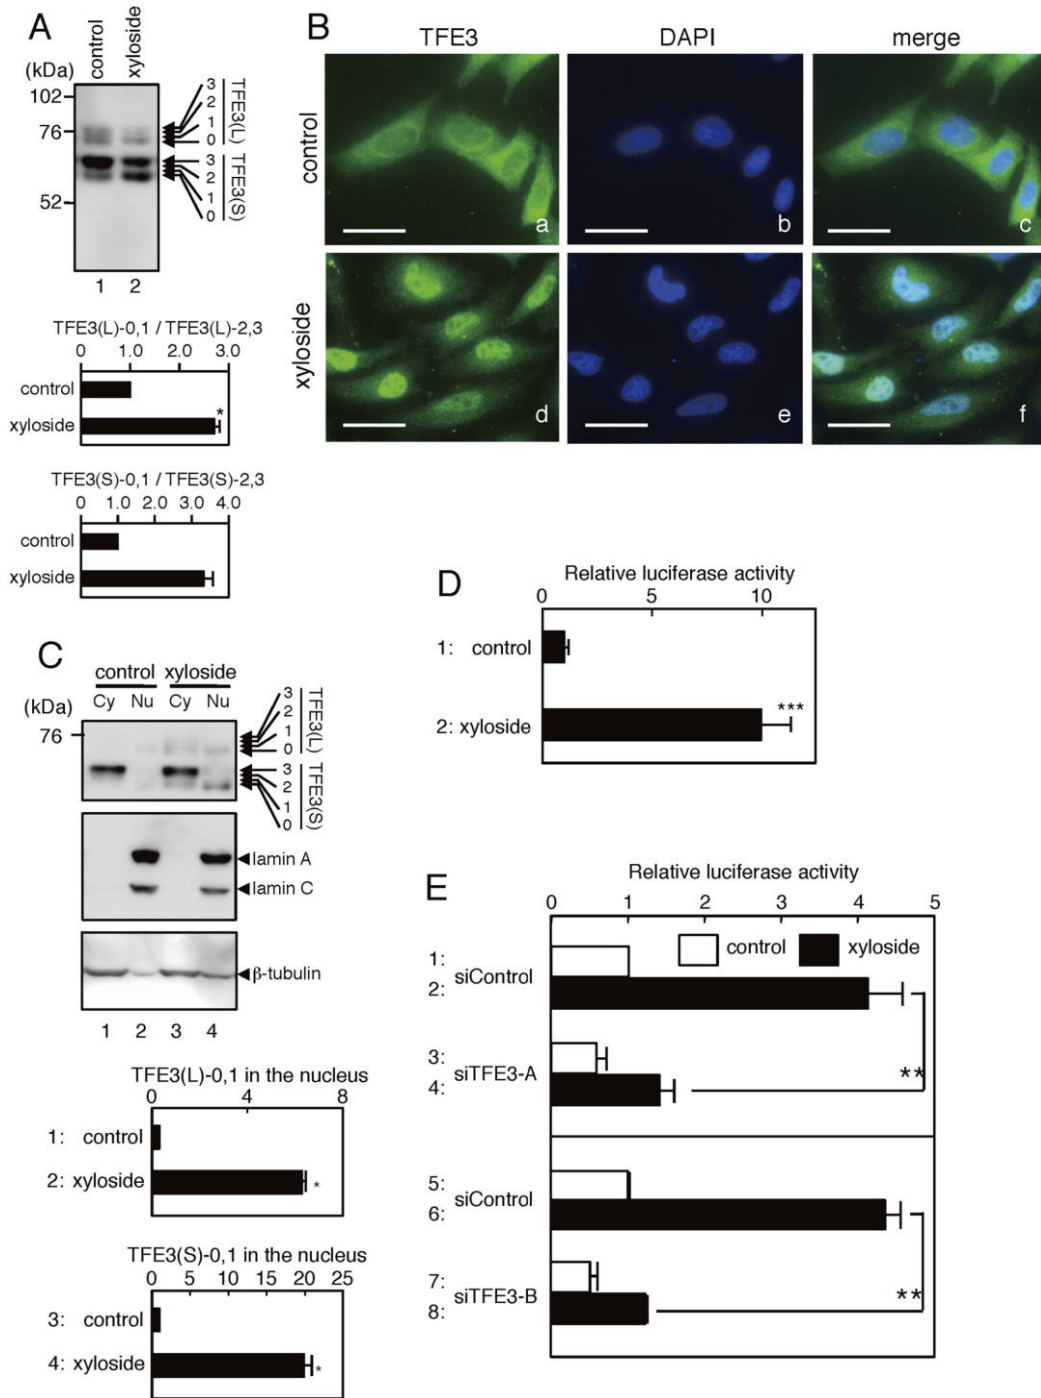 A
control
xyloside
(kDa)
102
76
52
3
2
1
0
TFE3(L)
3
2
1
0
TFE3(S)
1 2
TFE3(L)-0,1 / TFE3(L)-2,3
0 1.0 2.0 3.0
control
xyloside
*
TFE3(S)-0,1 / TFE3(S)-2,3
0 1.0 2.0 3.0 4.0
control
xyloside
B
TFE3 DAPI merge
control
a b c
xyloside
d e f
C
control xyloside
Cy Nu Cy Nu
(kDa)
76
3
2
1
0
TFE3(L)
3
2
1
0
TFE3(S)
lamin A
lamin C
β-tubulin
1 2 3 4
TFE3(L)-0,1 in the nucleus
0 4 8
1: control
2: xyloside
*
TFE3(S)-0,1 in the nucleus
0 5 10 15 20 25
3: control
4: xyloside
*
D
Relative luciferase activity
0 5 10
1: control
2: xyloside
***
E
Relative luciferase activity
0 1 2 3 4 5
control xyloside
1:
2: siControl
3:
4: siTFE3-A
**
5:
6: siControl
7:
8: siTFE3-B
**